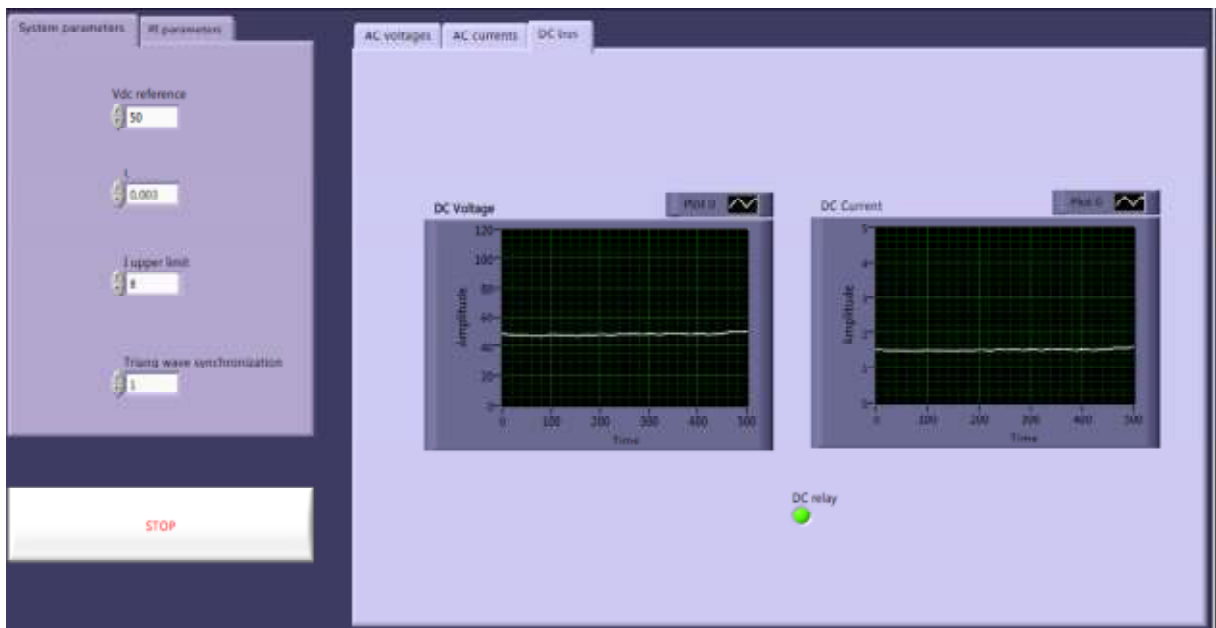 System parameters
PI parameters
AC voltages
AC currents
DC bus
Vdc reference
50
L
0.003
I upper limit
8
Triang wave synchronization
1
STOP
DC Voltage
Plot 0
120
100
80
60
40
20
0
Amplitude
0 100 200 300 400 500
Time
DC Current
Plot 0
5
4
3
2
1
0
Amplitude
0 100 200 300 400 500
Time
DC relay